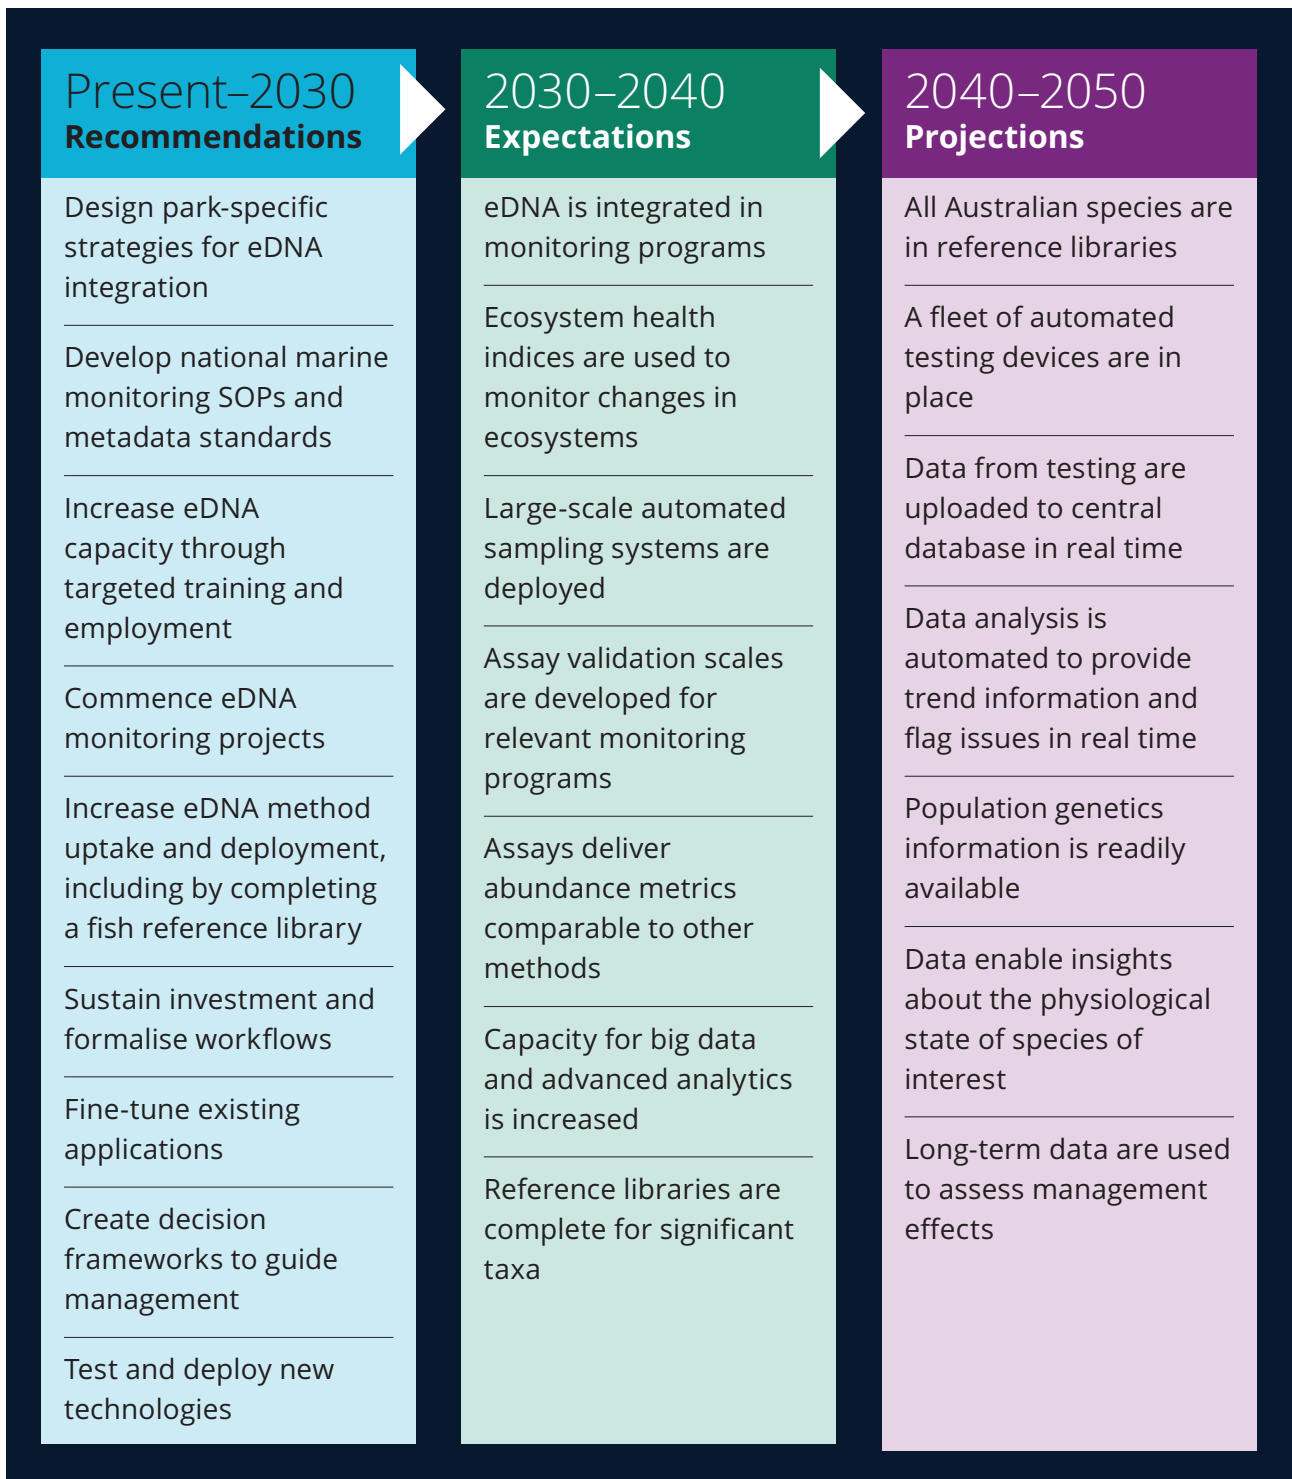 Present–2030
Recommendations
Design park-specific
strategies for eDNA
integration
Develop national marine
monitoring SOPs and
metadata standards
Increase eDNA
capacity through
targeted training and
employment
Commence eDNA
monitoring projects
Increase eDNA method
uptake and deployment,
including by completing
a fish reference library
Sustain investment and
formalise workflows
Fine-tune existing
applications
Create decision
frameworks to guide
management
Test and deploy new
technologies
2030–2040
Expectations
eDNA is integrated in
monitoring programs
Ecosystem health
indices are used to
monitor changes in
ecosystems
Large-scale automated
sampling systems are
deployed
Assay validation scales
are developed for
relevant monitoring
programs
Assays deliver
abundance metrics
comparable to other
methods
Capacity for big data
and advanced analytics
is increased
Reference libraries are
complete for significant
taxa
2040–2050
Projections
All Australian species are
in reference libraries
A fleet of automated
testing devices are in
place
Data from testing are
uploaded to central
database in real time
Data analysis is
automated to provide
trend information and
flag issues in real time
Population genetics
information is readily
available
Data enable insights
about the physiological
state of species of
interest
Long-term data are used
to assess management
effects